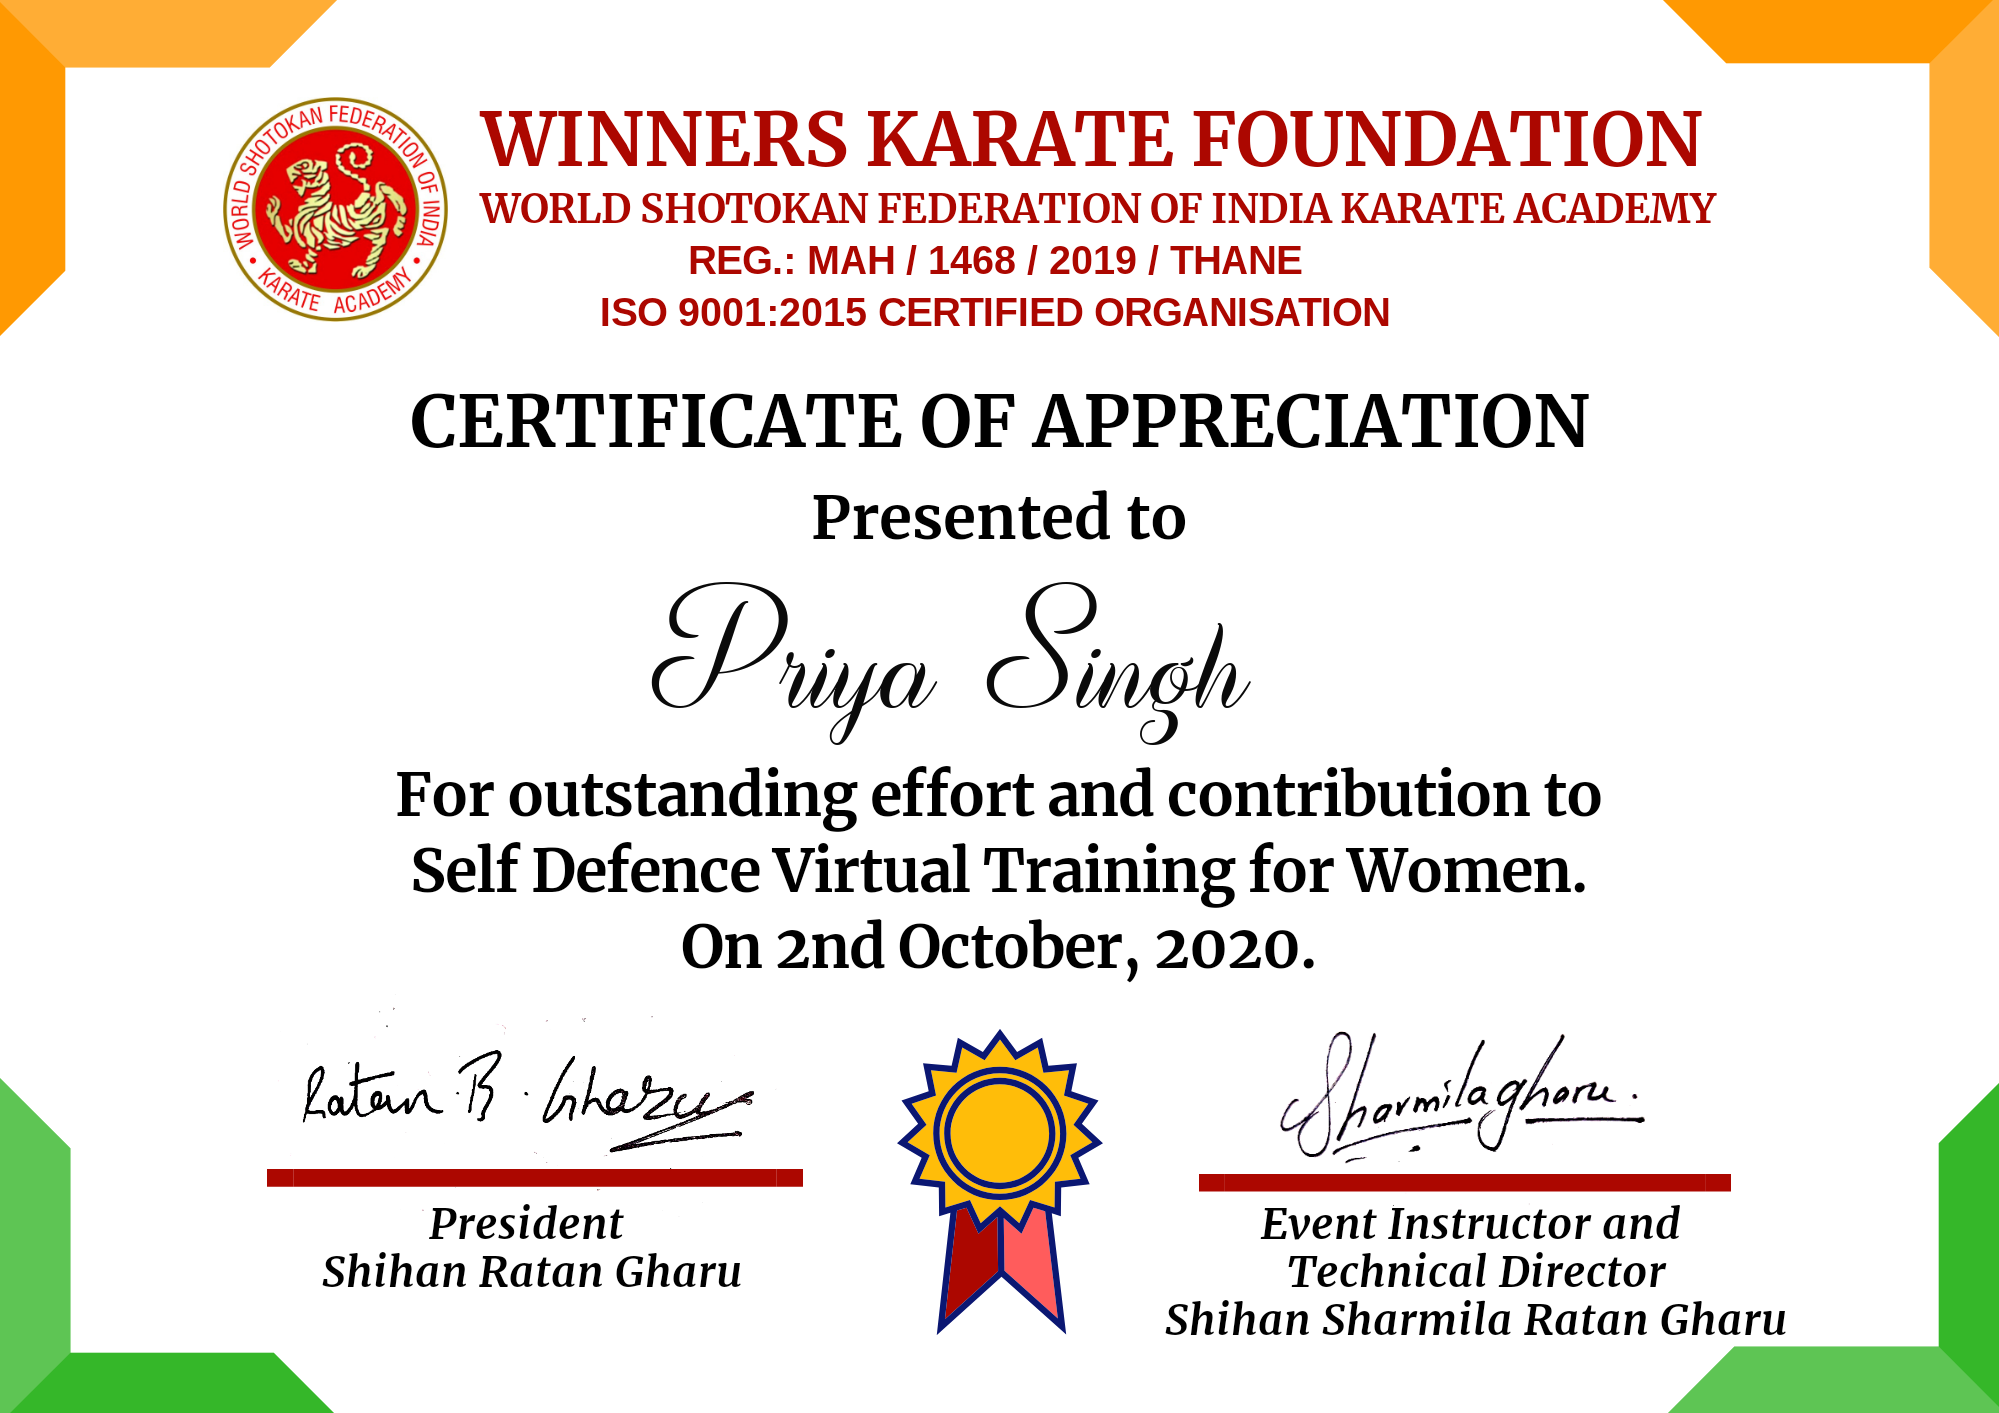 WORLD SHOTOKAN FEDERATION OF INDIA
• KARATE ACADEMY •
WINNERS KARATE FOUNDATION
WORLD SHOTOKAN FEDERATION OF INDIA KARATE ACADEMY
REG.: MAH / 1468 / 2019 / THANE
ISO 9001:2015 CERTIFIED ORGANISATION
CERTIFICATE OF APPRECIATION
Presented to
Priya Singh
For outstanding effort and contribution to
Self Defence Virtual Training for Women.
On 2nd October, 2020.
Ratan B. Gharu
Sharmilagharu.
President
Shihan Ratan Gharu
Event Instructor and
Technical Director
Shihan Sharmila Ratan Gharu